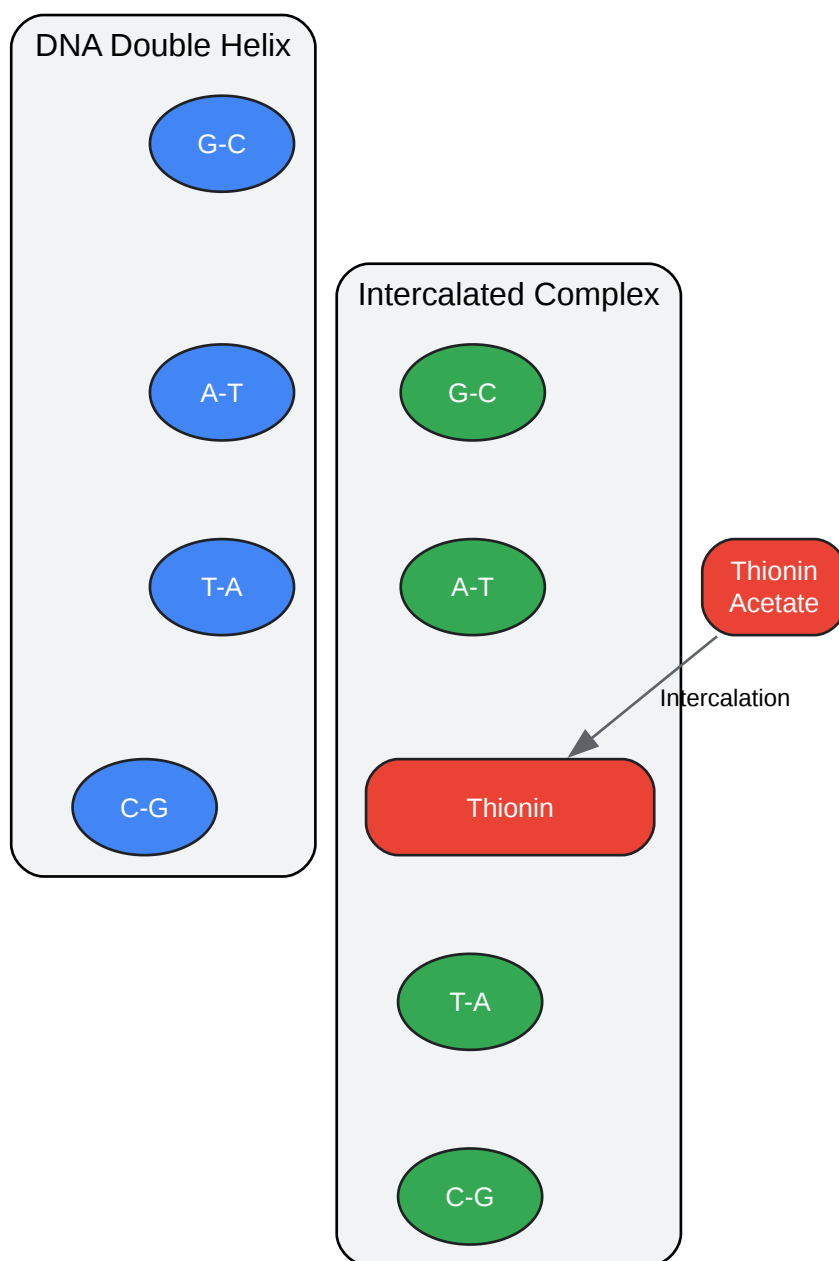 DNA Double Helix
G-C
A-T
T-A
C-G
Intercalated Complex
G-C
A-T
Thionin
T-A
C-G
Thionin
Acetate
Intercalation